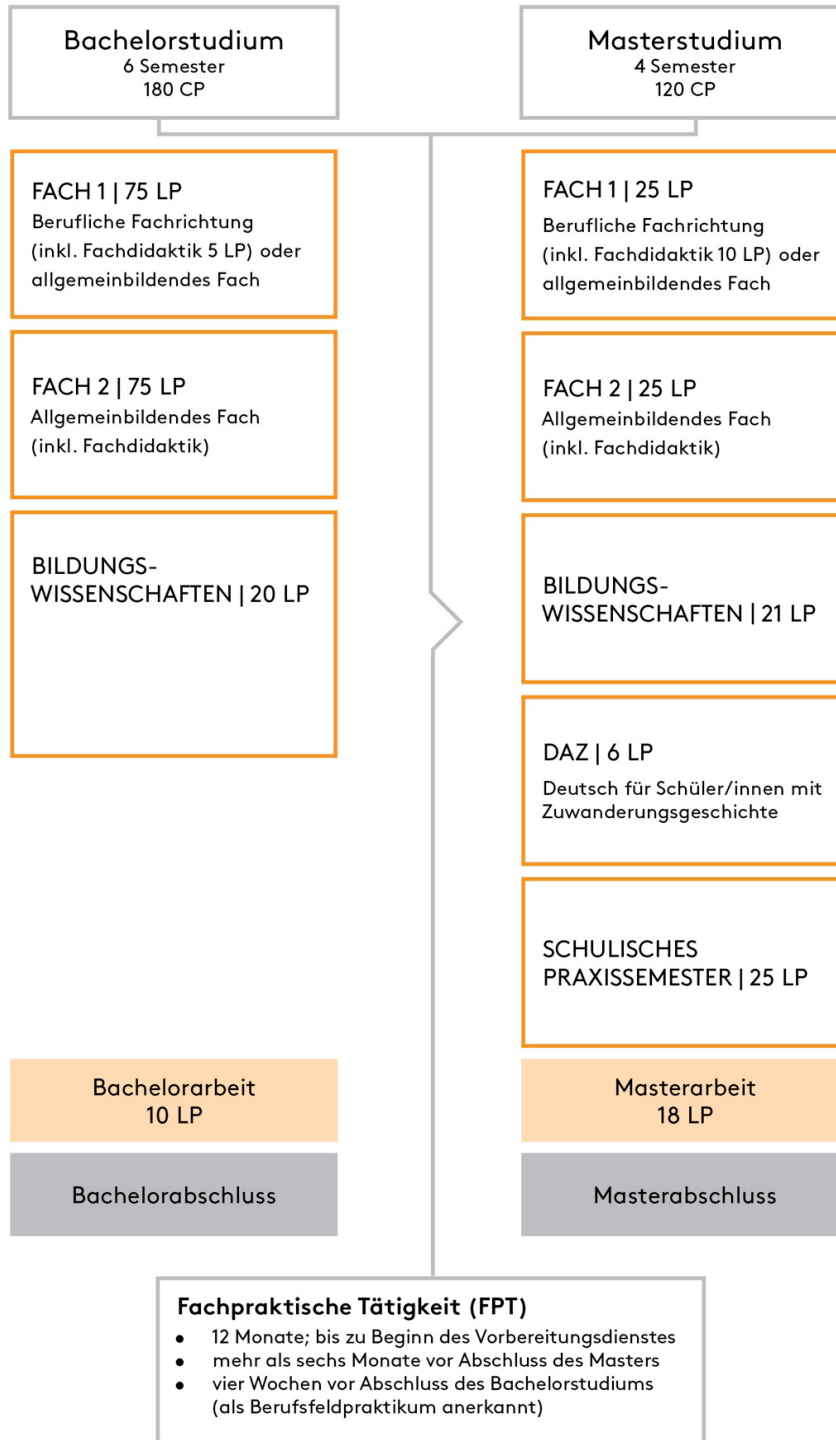 Bachelorstudium
6 Semester
180 CP
FACH 1 | 75 LP
Berufliche Fachrichtung
(inkl. Fachdidaktik 5 LP) oder
allgemeinbildendes Fach
FACH 2 | 75 LP
Allgemeinbildendes Fach
(inkl. Fachdidaktik)
BILDUNGS-
WISSENSCHAFTEN | 20 LP
Bachelorarbeit
10 LP
Bachelorabschluss
Masterstudium
4 Semester
120 CP
FACH 1 | 25 LP
Berufliche Fachrichtung
(inkl. Fachdidaktik 10 LP) oder
allgemeinbildendes Fach
FACH 2 | 25 LP
Allgemeinbildendes Fach
(inkl. Fachdidaktik)
BILDUNGS-
WISSENSCHAFTEN | 21 LP
DAZ | 6 LP
Deutsch für Schüler/innen mit
Zuwanderungsgeschichte
SCHULISCHES
PRAXISSEMESTER | 25 LP
Masterarbeit
18 LP
Masterabschluss
Fachpraktische Tätigkeit (FPT)
• 12 Monate; bis zu Beginn des Vorbereitungsdienstes
• mehr als sechs Monate vor Abschluss des Masters
• vier Wochen vor Abschluss des Bachelorstudiums
(als Berufsfeldpraktikum anerkannt)